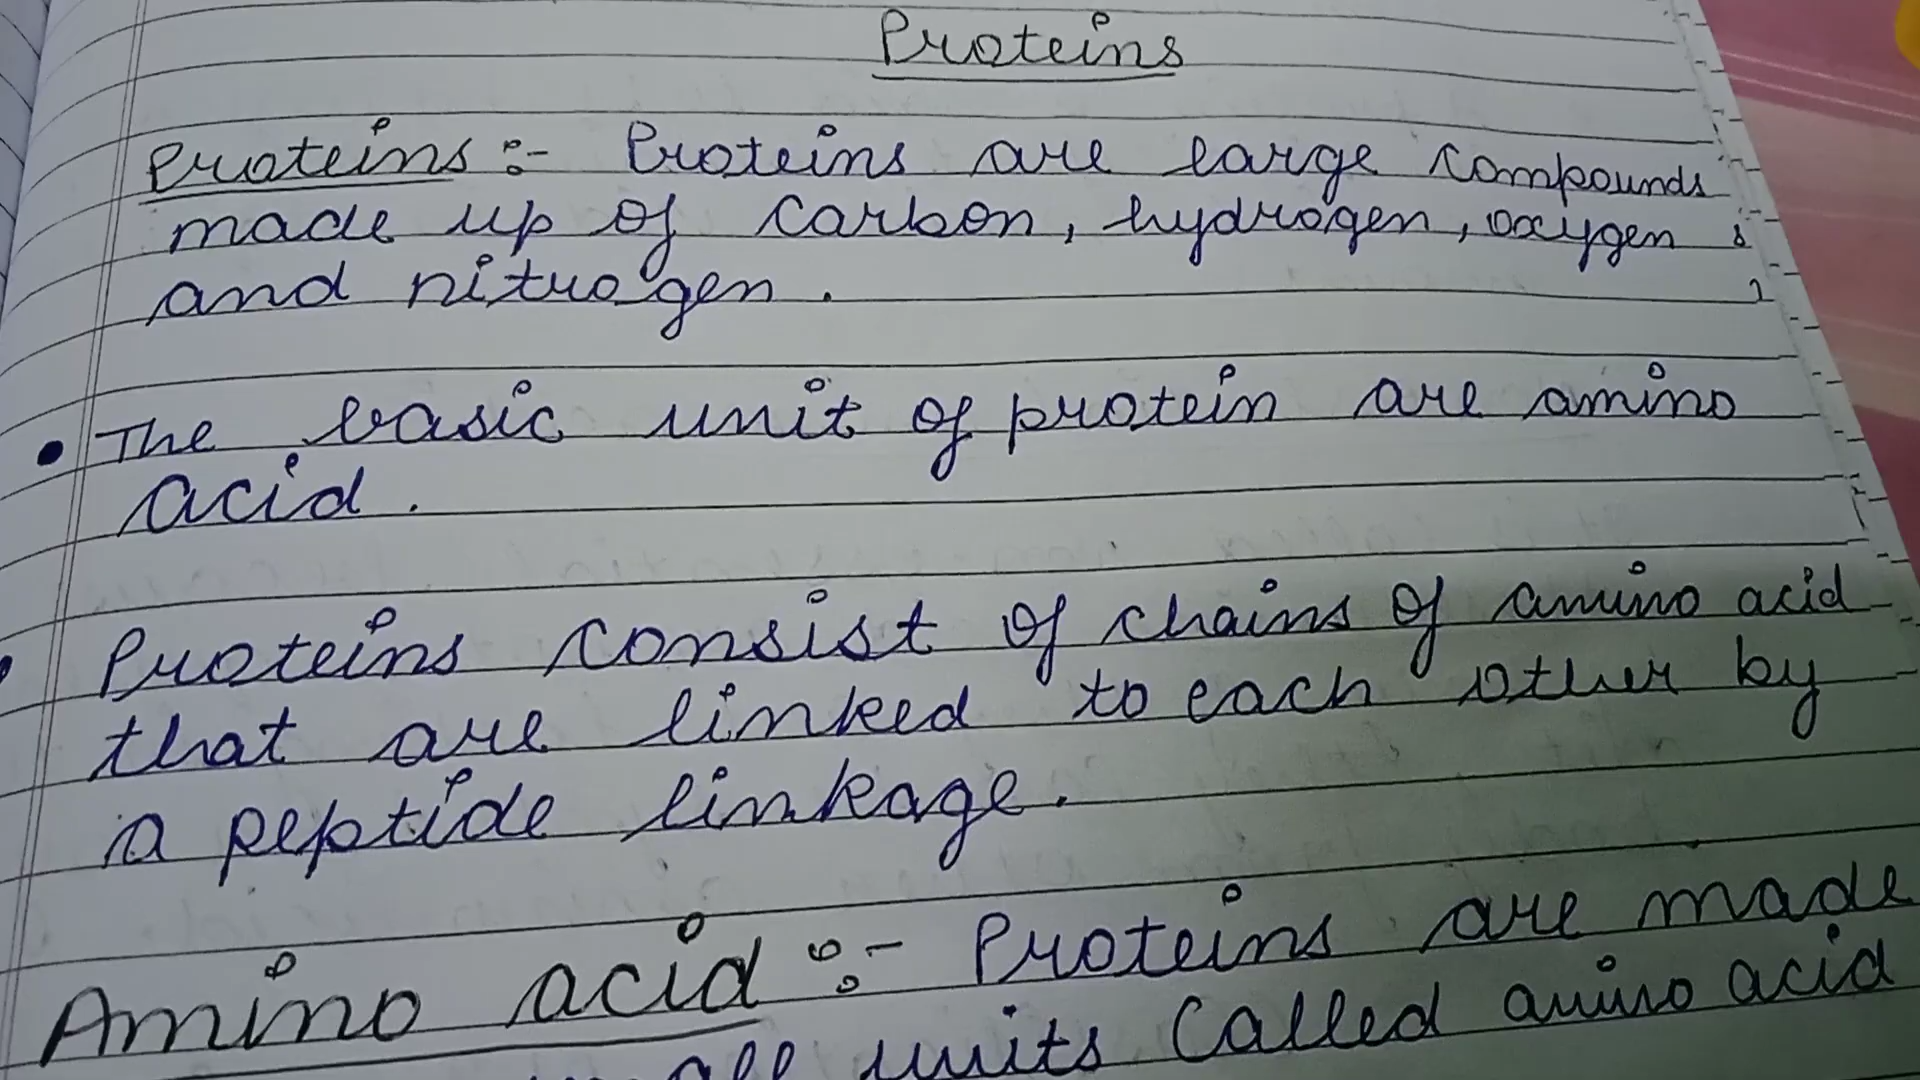 Proteins
Proteins :- Proteins are large compounds
made up of carbon, hydrogen, oxygen
and nitrogen.
• The basic unit of protein are amino
acid.
Proteins consist of chains of amino acid
that are linked to each other by
a peptide linkage.
Amino acid :- Proteins are made
units called amino acid